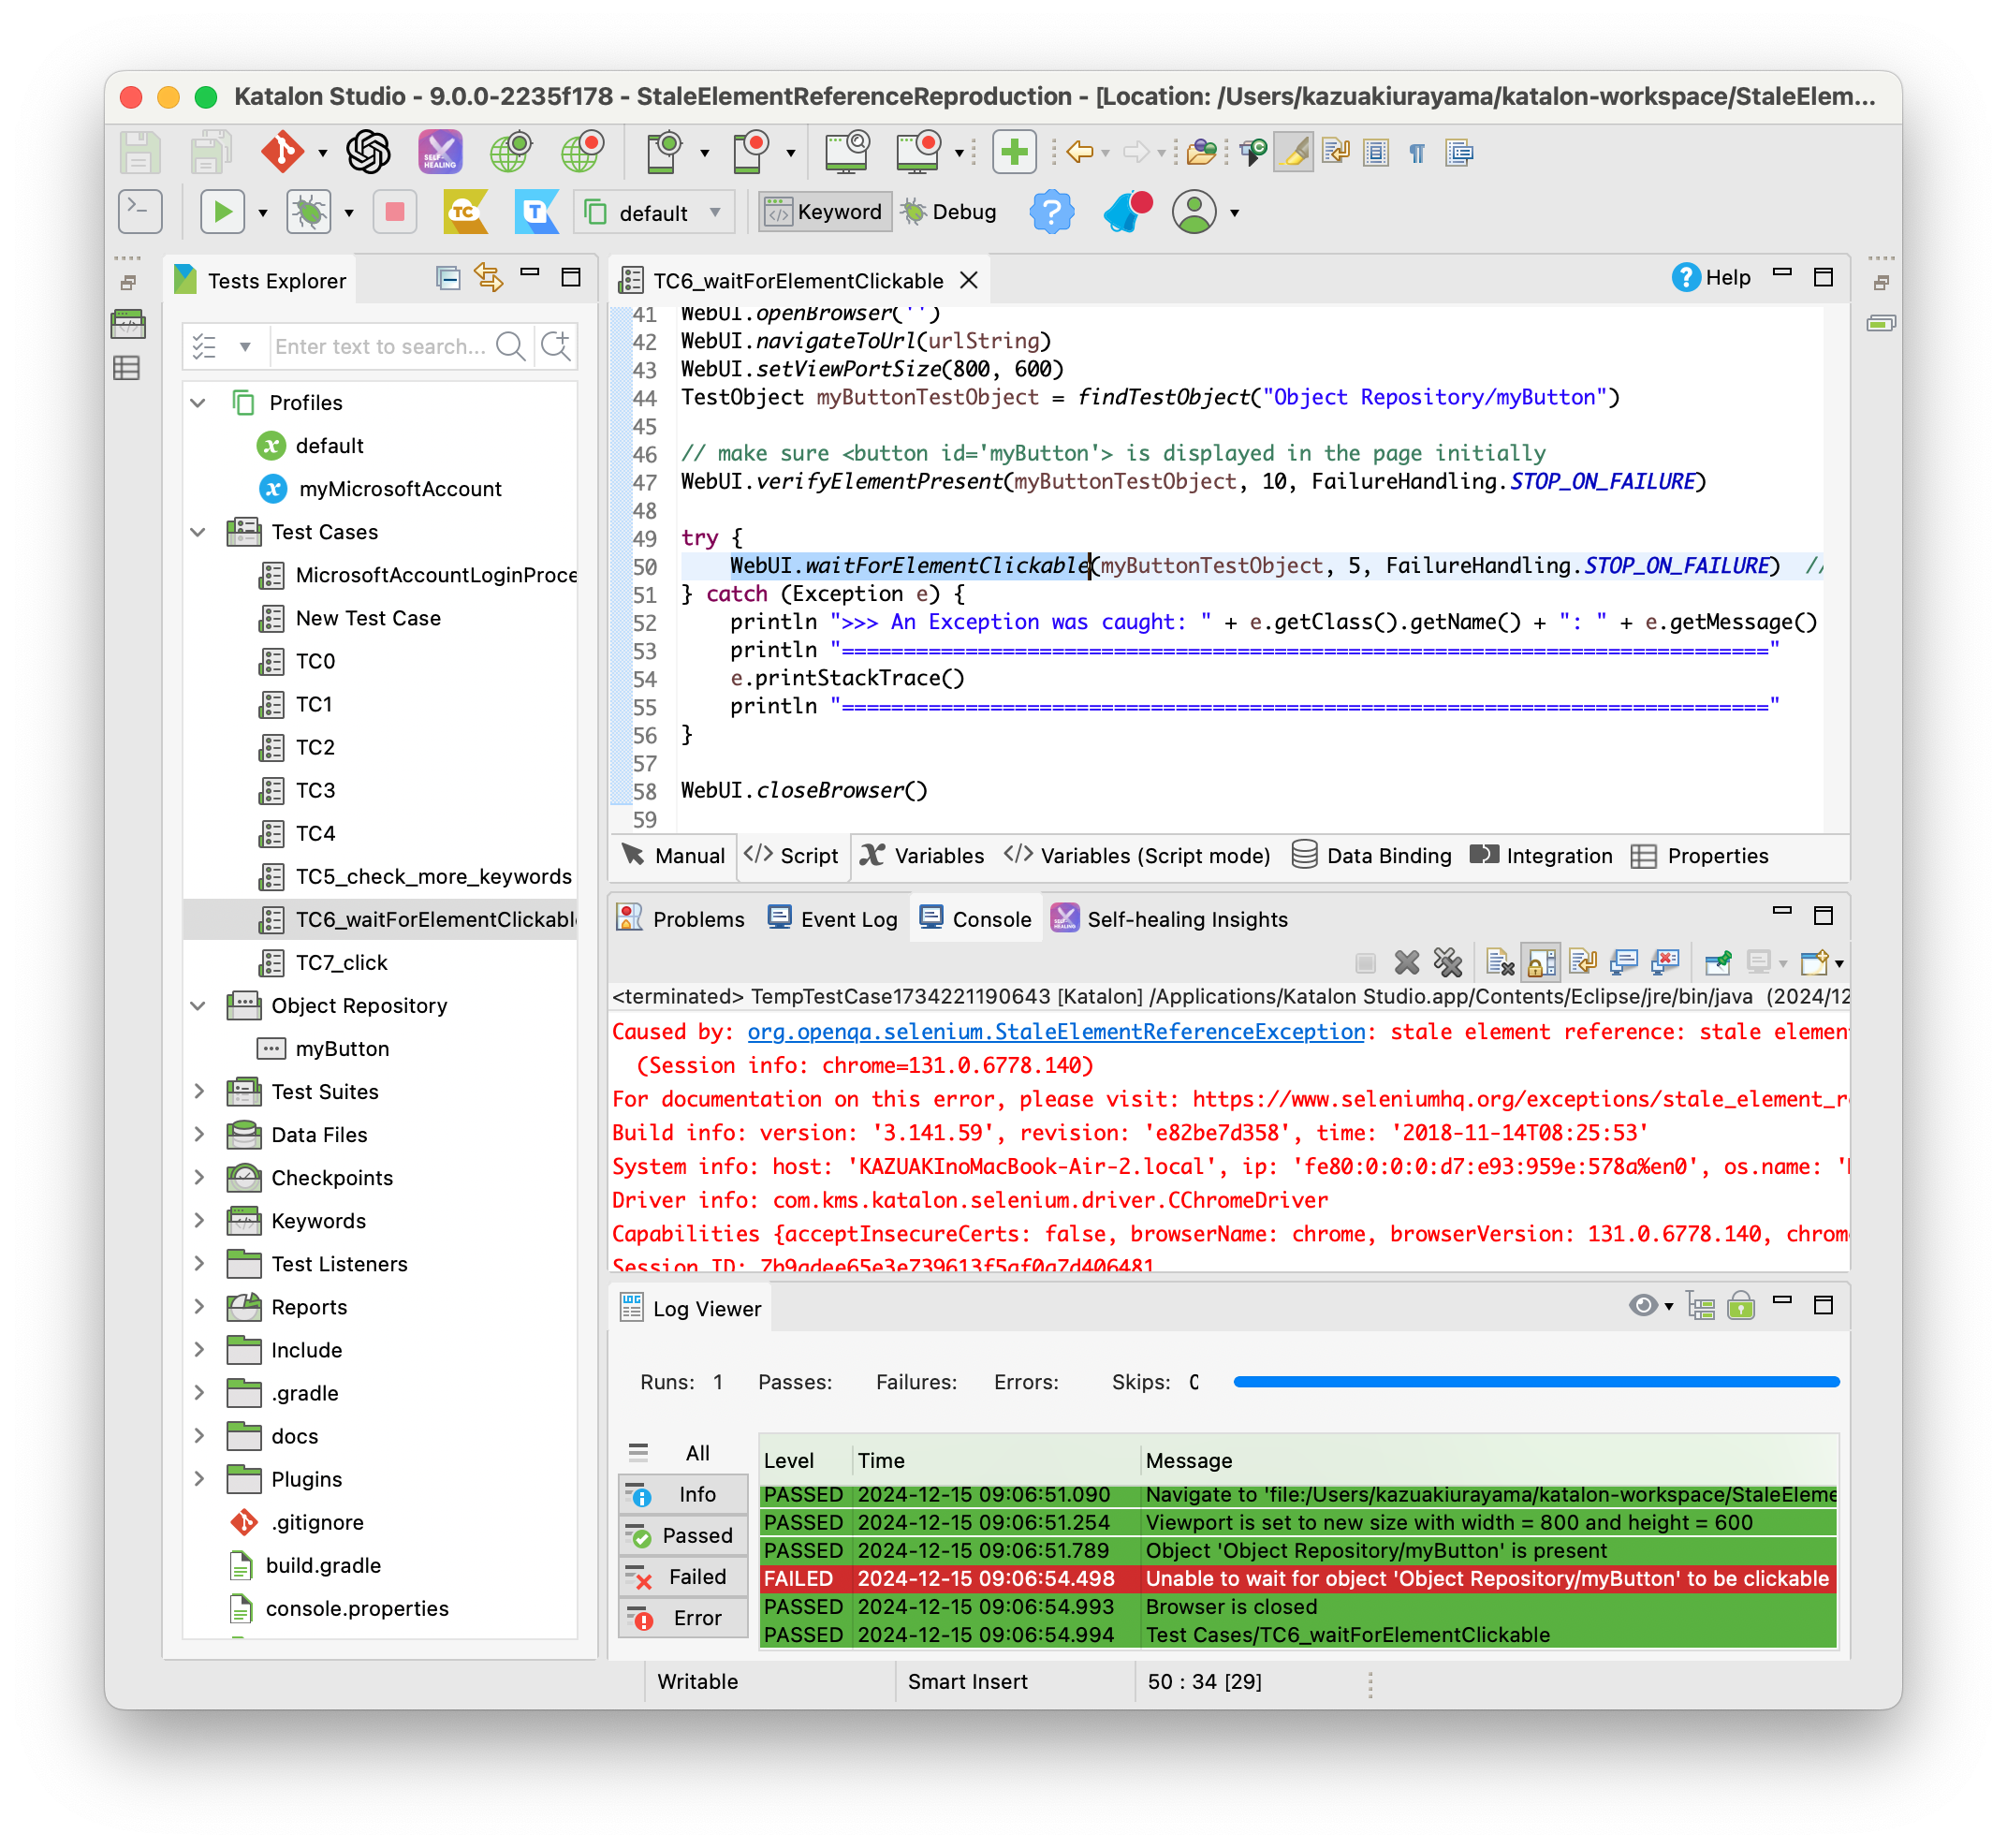 Katalon Studio - 9.0.0-2235f178 - StaleElementReferenceReproduction - [Location: /Users/kazuakiurayama/katalon-workspace/StaleElem...
SELF-HEALING
TC
T
default
Keyword
Debug
Tests Explorer
Enter text to search...
Profiles
default
myMicrosoftAccount
Test Cases
MicrosoftAccountLoginProce
New Test Case
TC0
TC1
TC2
TC3
TC4
TC5_check_more_keywords
TC6_waitForElementClickabl
TC7_click
Object Repository
myButton
Test Suites
Data Files
Checkpoints
Keywords
Test Listeners
Reports
Include
.gradle
docs
Plugins
.gitignore
build.gradle
console.properties
TC6_waitForElementClickable
Help
41 WebUI.openBrowser('')
42 WebUI.navigateToUrl(urlString)
43 WebUI.setViewPortSize(800, 600)
44 TestObject myButtonTestObject = findTestObject("Object Repository/myButton")
45
46 // make sure <button id='myButton'> is displayed in the page initially
47 WebUI.verifyElementPresent(myButtonTestObject, 10, FailureHandling.STOP_ON_FAILURE)
48
49 try {
50 WebUI.waitForElementClickable(myButtonTestObject, 5, FailureHandling.STOP_ON_FAILURE) //
51 } catch (Exception e) {
52 println ">>> An Exception was caught: " + e.getClass().getName() + ": " + e.getMessage()
53 println "============================================================================"
54 e.printStackTrace()
55 println "============================================================================"
56 }
57
58 WebUI.closeBrowser()
59
Manual
Script
Variables
Variables (Script mode)
Data Binding
Integration
Properties
Problems
Event Log
Console
Self-healing Insights
<terminated> TempTestCase1734221190643 [Katalon] /Applications/Katalon Studio.app/Contents/Eclipse/jre/bin/java (2024/12
Caused by: org.openqa.selenium.StaleElementReferenceException: stale element reference: stale elemen
(Session info: chrome=131.0.6778.140)
For documentation on this error, please visit: https://www.seleniumhq.org/exceptions/stale_element_r
Build info: version: '3.141.59', revision: 'e82be7d358', time: '2018-11-14T08:25:53'
System info: host: 'KAZUAKInoMacBook-Air-2.local', ip: 'fe80:0:0:0:d7:e93:959e:578a%en0', os.name: '
Driver info: com.kms.katalon.selenium.driver.CChromeDriver
Capabilities {acceptInsecureCerts: false, browserName: chrome, browserVersion: 131.0.6778.140, chrom
Session ID: 7b9adee65e3e739613f5af0a7d406481
Log Viewer
Runs: 1 Passes: Failures: Errors: Skips: 0
All
Info
Passed
Failed
Error
Level Time Message
PASSED 2024-12-15 09:06:51.090 Navigate to 'file:/Users/kazuakiurayama/katalon-workspace/StaleEleme
PASSED 2024-12-15 09:06:51.254 Viewport is set to new size with width = 800 and height = 600
PASSED 2024-12-15 09:06:51.789 Object 'Object Repository/myButton' is present
FAILED 2024-12-15 09:06:54.498 Unable to wait for object 'Object Repository/myButton' to be clickable
PASSED 2024-12-15 09:06:54.993 Browser is closed
PASSED 2024-12-15 09:06:54.994 Test Cases/TC6_waitForElementClickable
Writable
Smart Insert
50 : 34 [29]